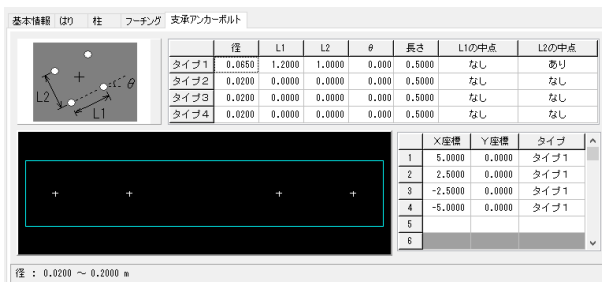 基本情報 はり 柱 フーチング 支承アンカーボルト
径 L1 L2 θ 長さ L1の中点 L2の中点
タイプ1 0.0650 1.2000 1.0000 0.000 0.5000 なし あり
タイプ2 0.0200 0.0000 0.0000 0.000 0.5000 なし なし
タイプ3 0.0200 0.0000 0.0000 0.000 0.5000 なし なし
タイプ4 0.0200 0.0000 0.0000 0.000 0.5000 なし なし
θ
L2
L1
X座標 Y座標 タイプ
1 5.0000 0.0000 タイプ1
2 2.5000 0.0000 タイプ1
3 -2.5000 0.0000 タイプ1
4 -5.0000 0.0000 タイプ1
5
6
径 : 0.0200 ～ 0.2000 m